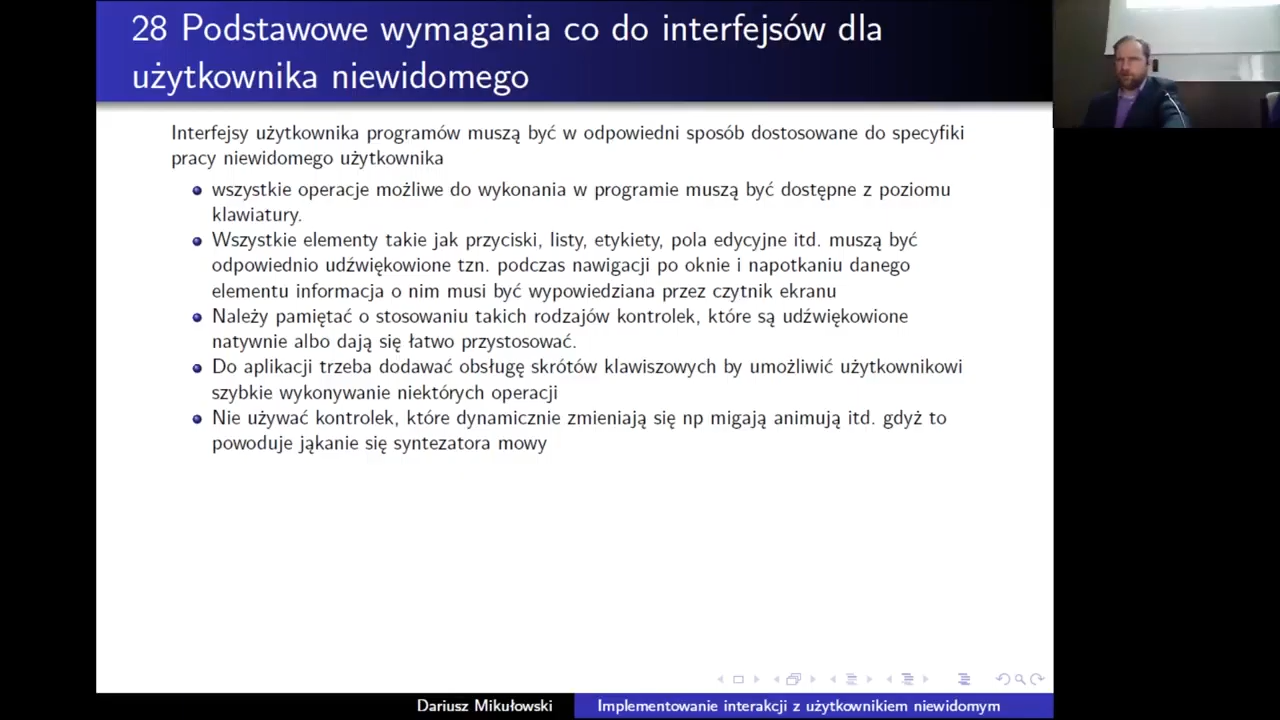 28 Podstawowe wymagania co do interfejsów dla
użytkownika niewidomego
Interfejsy użytkownika programów muszą być w odpowiedni sposób dostosowane do specyfiki
pracy niewidomego użytkownika
wszystkie operacje możliwe do wykonania w programie muszą być dostępne z poziomu
klawiatury.
Wszystkie elementy takie jak przyciski, listy, etykiety, pola edycyjne itd. muszą być
odpowiednio udźwiękowione tzn. podczas nawigacji po oknie i napotkaniu danego
elementu informacja o nim musi być wypowiedziana przez czytnik ekranu
Należy pamiętać o stosowaniu takich rodzajów kontrolek, które są udźwiękowione
natywnie albo dają się łatwo przystosować.
Do aplikacji trzeba dodawać obsługę skrótów klawiszowych by umożliwić użytkownikowi
szybkie wykonywanie niektórych operacji
Nie używać kontrolek, które dynamicznie zmieniają się np migają animują itd. gdyż to
powoduje jąkanie się syntezatora mowy
Dariusz Mikułowski
Implementowanie interakcji z użytkownikiem niewidomym